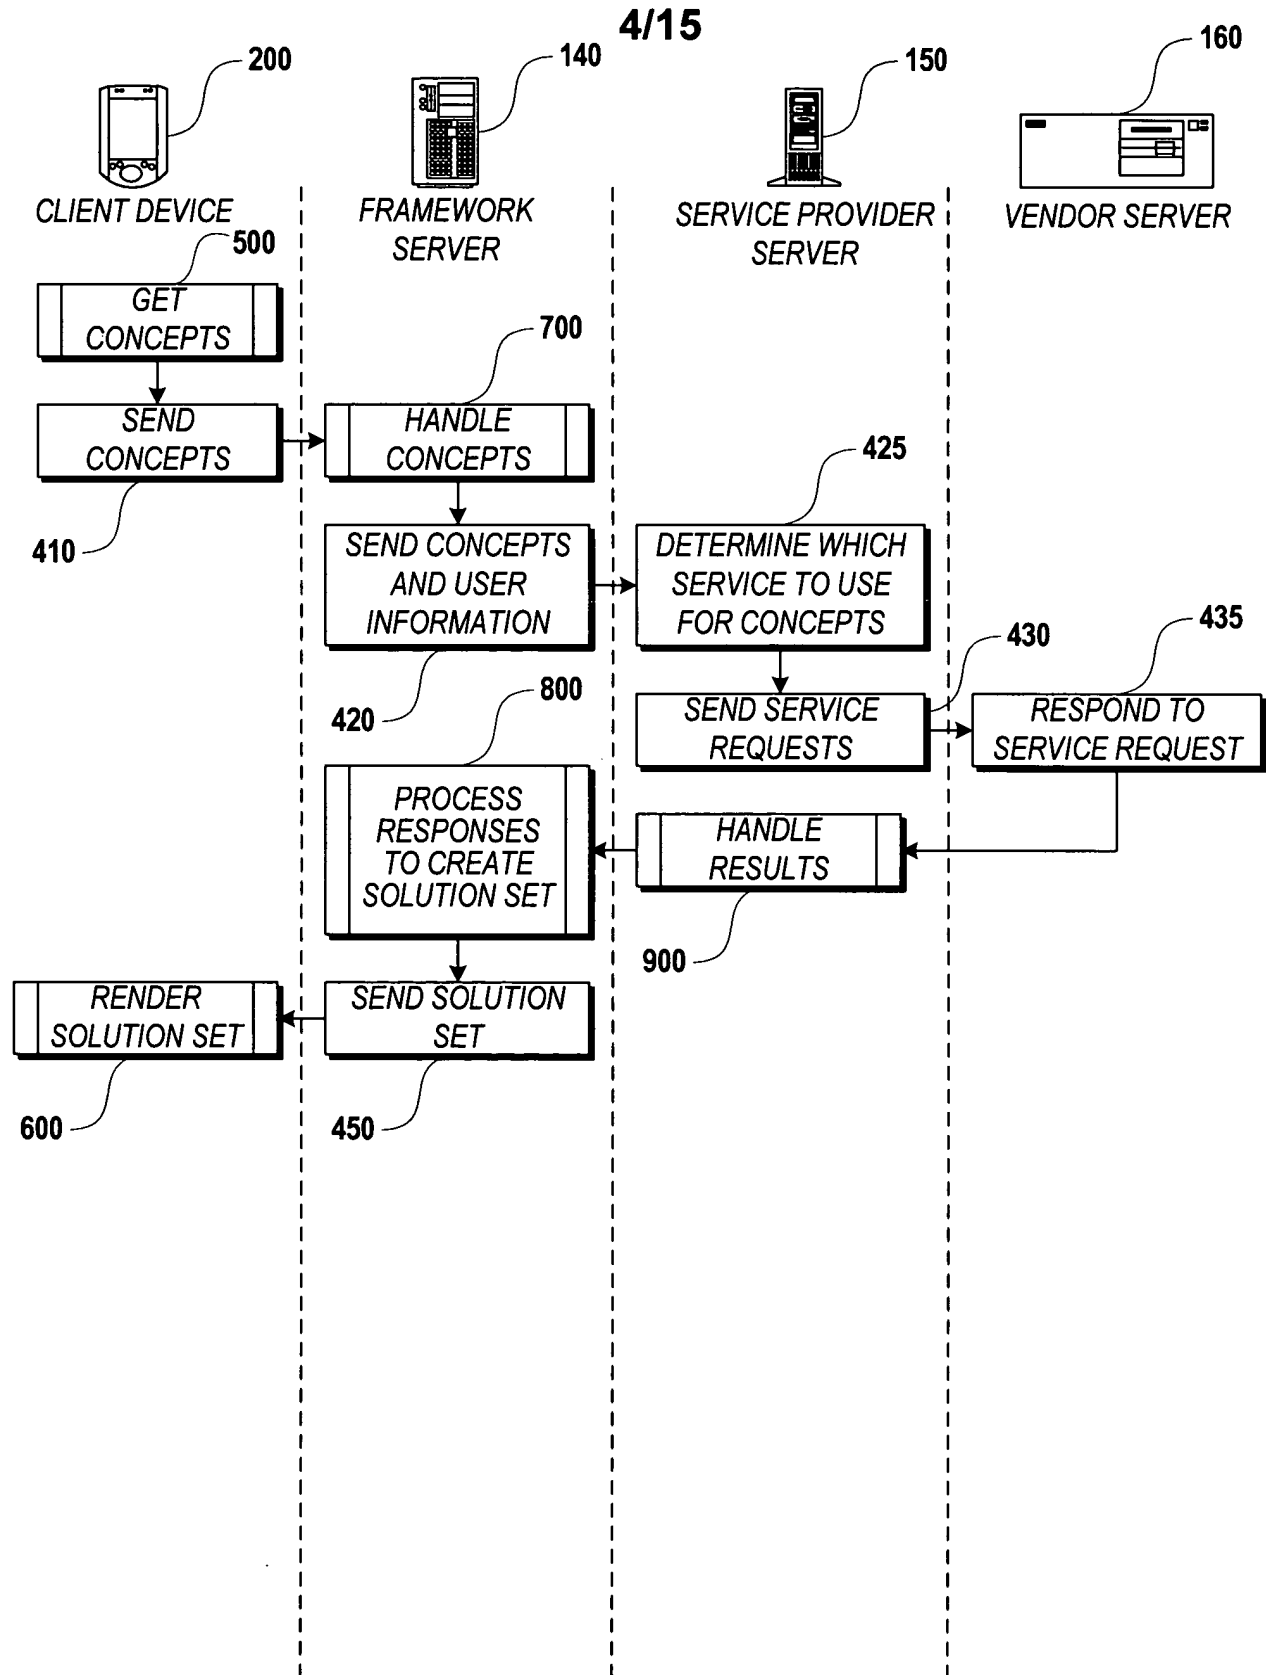 4/15
200
140
150
160
CLIENT DEVICE
FRAMEWORK
SERVER
SERVICE PROVIDER
SERVER
VENDOR SERVER
500
GET
CONCEPTS
700
SEND
CONCEPTS
HANDLE
CONCEPTS
410
425
SEND CONCEPTS
AND USER
INFORMATION
DETERMINE WHICH
SERVICE TO USE
FOR CONCEPTS
420
430
435
SEND SERVICE
REQUESTS
RESPOND TO
SERVICE REQUEST
800
PROCESS
RESPONSES
TO CREATE
SOLUTION SET
HANDLE
RESULTS
900
RENDER
SOLUTION SET
SEND SOLUTION
SET
600
450